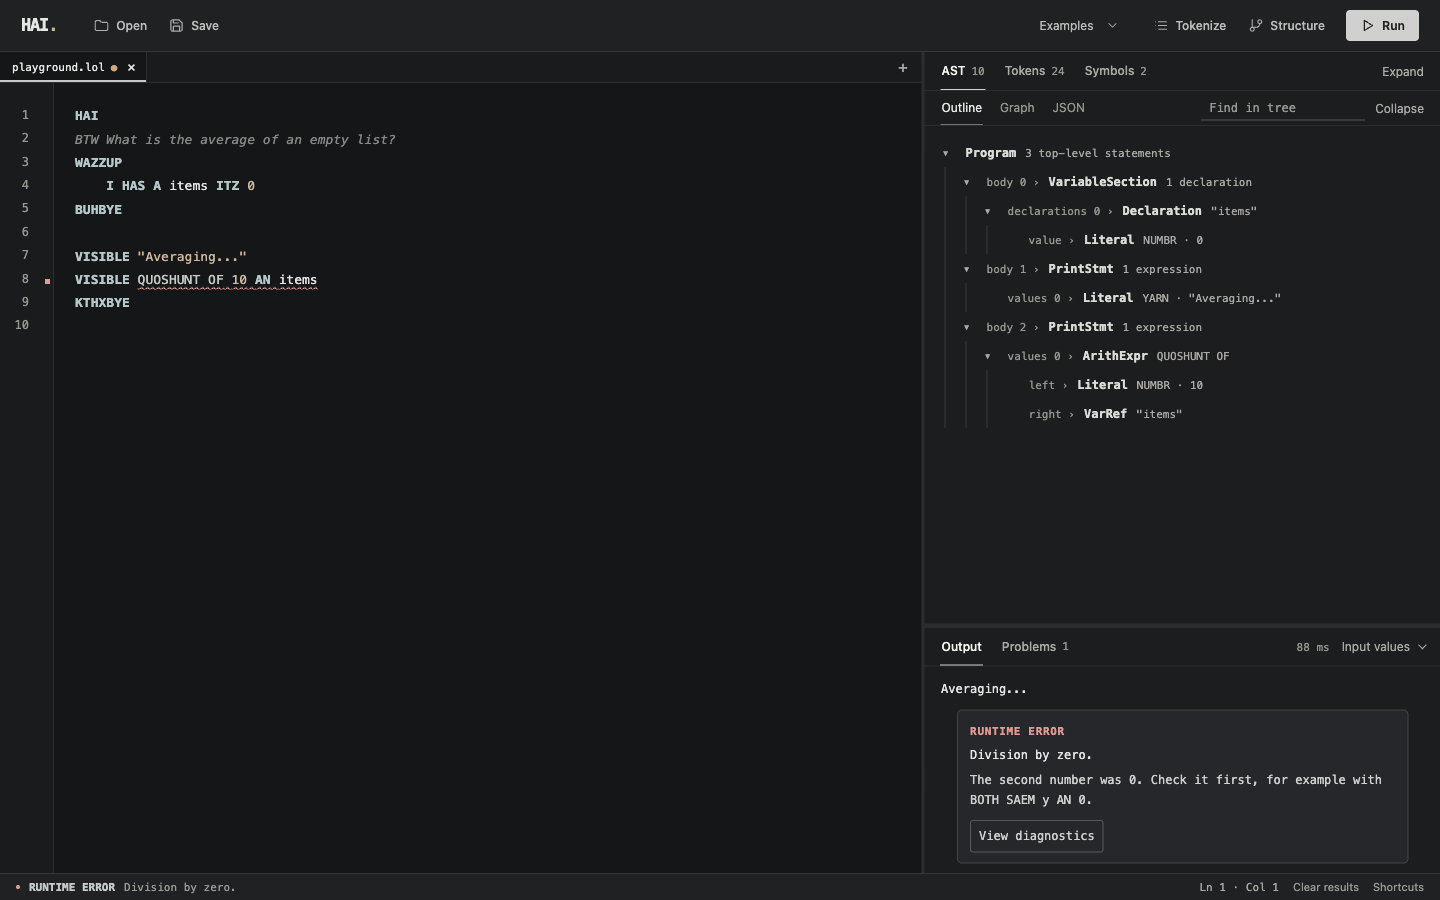 HAI.
Open
Save
Examples
Tokenize
Structure
Run
playground.lol ● ×
+
1 HAI
2 BTW What is the average of an empty list?
3 WAZZUP
4 I HAS A items ITZ 0
5 BUHBYE
6
7 VISIBLE "Averaging..."
8 VISIBLE QUOSHUNT OF 10 AN items
9 KTHXBYE
10
AST 10
Tokens 24
Symbols 2
Expand
Outline
Graph
JSON
Find in tree
Collapse
▾ Program 3 top-level statements
▾ body 0 › VariableSection 1 declaration
▾ declarations 0 › Declaration "items"
value › Literal NUMBR · 0
▾ body 1 › PrintStmt 1 expression
values 0 › Literal YARN · "Averaging..."
▾ body 2 › PrintStmt 1 expression
▾ values 0 › ArithExpr QUOSHUNT OF
left › Literal NUMBR · 10
right › VarRef "items"
Output
Problems 1
88 ms
Input values
Averaging...
RUNTIME ERROR
Division by zero.
The second number was 0. Check it first, for example with
BOTH SAEM y AN 0.
View diagnostics
RUNTIME ERROR Division by zero.
Ln 1 · Col 1
Clear results
Shortcuts